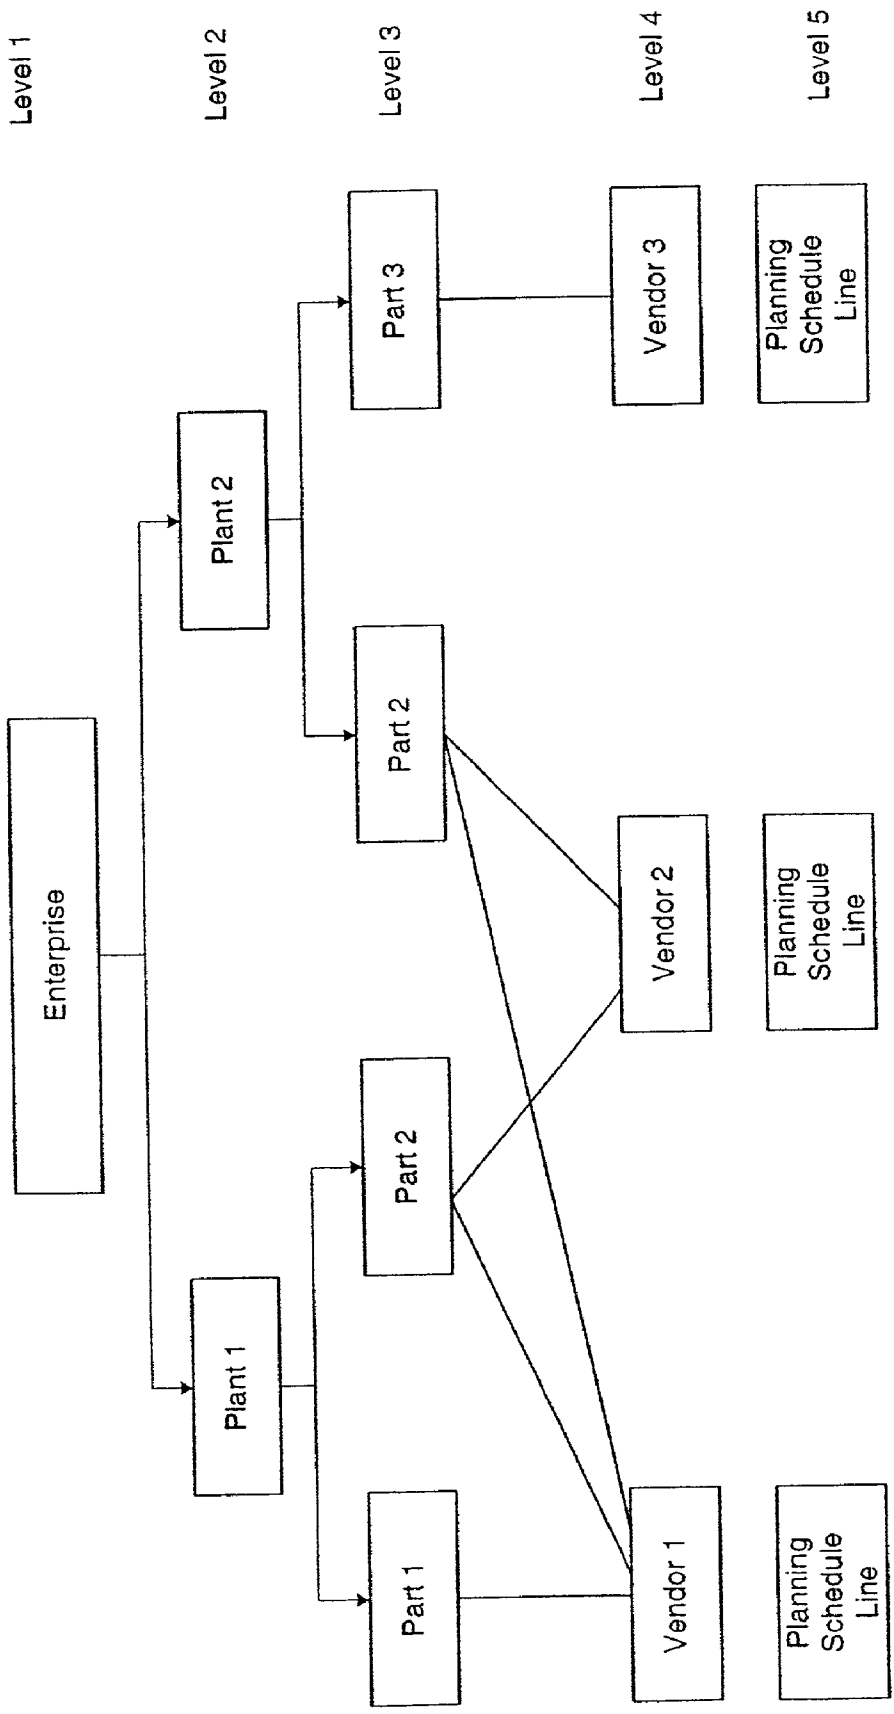 Enterprise
Level 1
Plant 1
Plant 2
Level 2
Part 1
Part 2
Part 2
Part 3
Level 3
Vendor 1
Vendor 2
Vendor 3
Level 4
Planning
Schedule
Line
Planning
Schedule
Line
Planning
Schedule
Line
Level 5